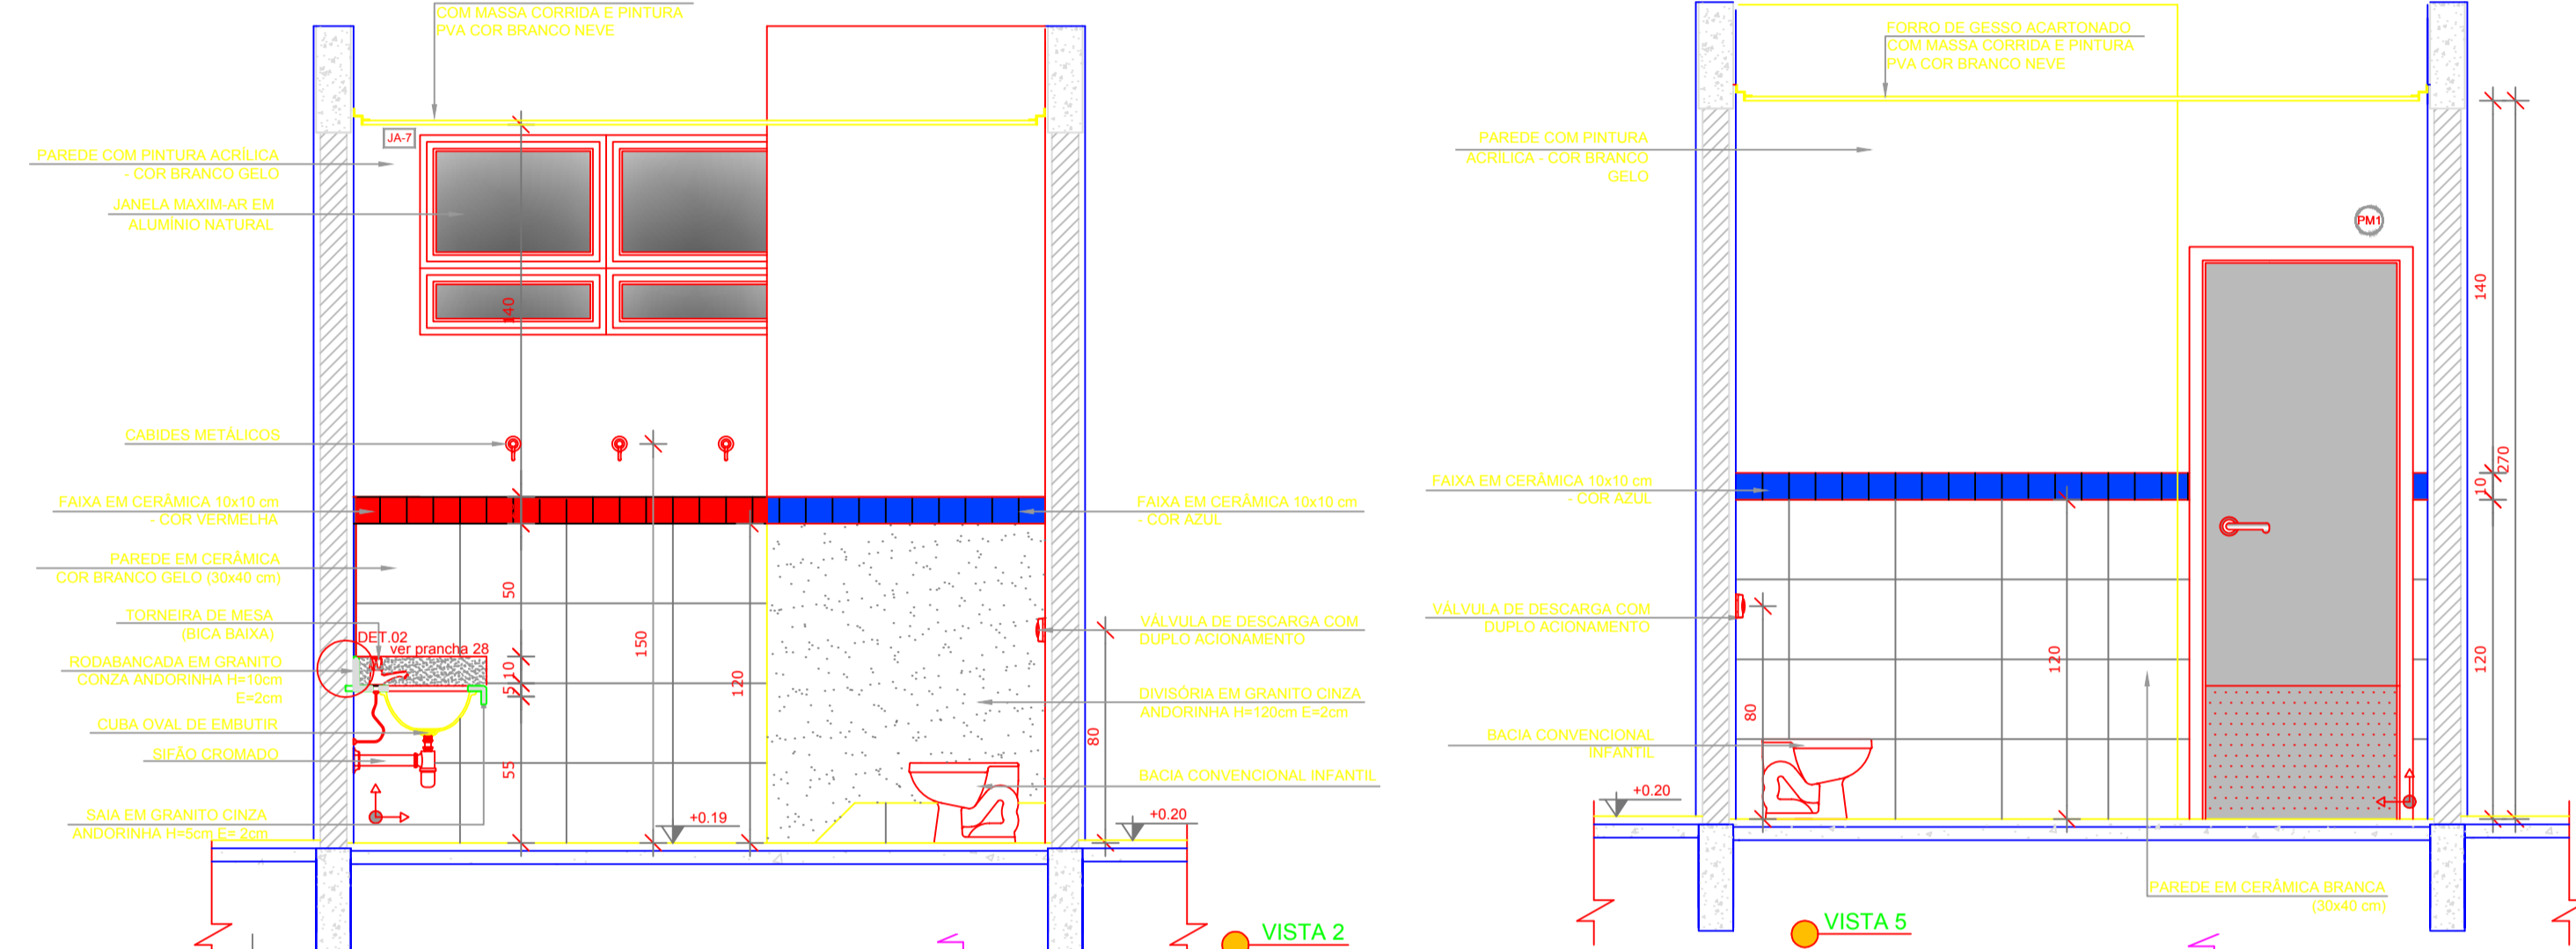 COM MASSA CORRIDA E PINTURA
PVA COR BRANCO NEVE
JA-7
PAREDE COM PINTURA ACRÍLICA
- COR BRANCO GELO
JANELA MAXIM-AR EM
ALUMÍNIO NATURAL
140
CABIDES METÁLICOS
FAIXA EM CERÂMICA 10x10 cm
- COR VERMELHA
PAREDE EM CERÂMICA
COR BRANCO GELO (30x40 cm)
TORNEIRA DE MESA
(BICA BAIXA)
DET.02
ver prancha 28
RODABANCADA EM GRANITO
CONZA ANDORINHA H=10cm
E=2cm
CUBA OVAL DE EMBUTIR
SIFÃO CROMADO
SAIA EM GRANITO CINZA
ANDORINHA H=5cm E= 2cm
50
10
5
55
150
120
+0.19
FAIXA EM CERÂMICA 10x10 cm
- COR AZUL
VÁLVULA DE DESCARGA COM
DUPLO ACIONAMENTO
DIVISÓRIA EM GRANITO CINZA
ANDORINHA H=120cm E=2cm
80
BACIA CONVENCIONAL INFANTIL
+0.20
VISTA 2
FORRO DE GESSO ACARTONADO
COM MASSA CORRIDA E PINTURA
PVA COR BRANCO NEVE
PAREDE COM PINTURA
ACRÍLICA - COR BRANCO
GELO
PM1
FAIXA EM CERÂMICA 10x10 cm
- COR AZUL
VÁLVULA DE DESCARGA COM
DUPLO ACIONAMENTO
BACIA CONVENCIONAL
INFANTIL
+0.20
80
120
140
270
10
120
PAREDE EM CERÂMICA BRANCA
(30x40 cm)
VISTA 5